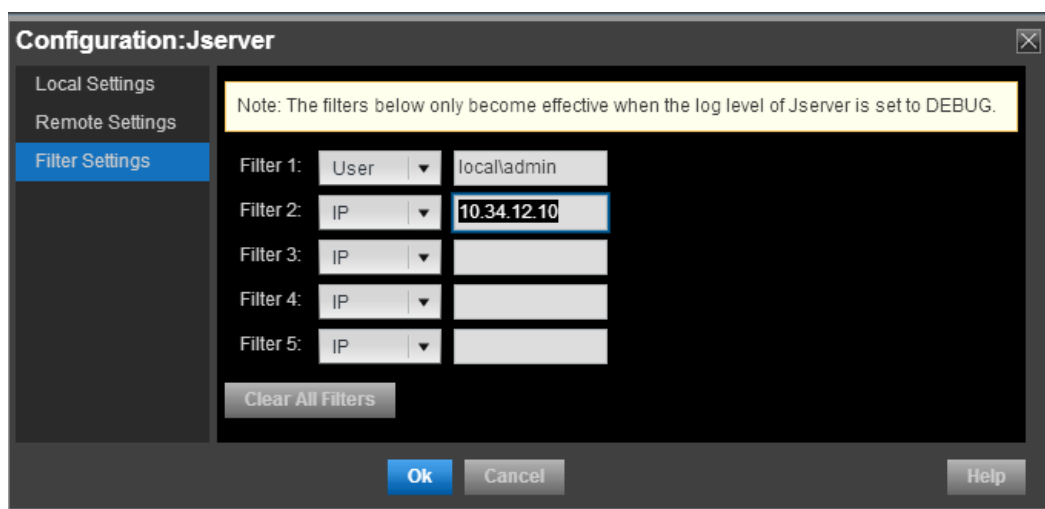 Configuration:Jserver
Local Settings
Remote Settings
Filter Settings
Note: The filters below only become effective when the log level of Jserver is set to DEBUG.
Filter 1: User local\admin
Filter 2: IP 10.34.12.10
Filter 3: IP
Filter 4: IP
Filter 5: IP
Clear All Filters
Ok Cancel Help